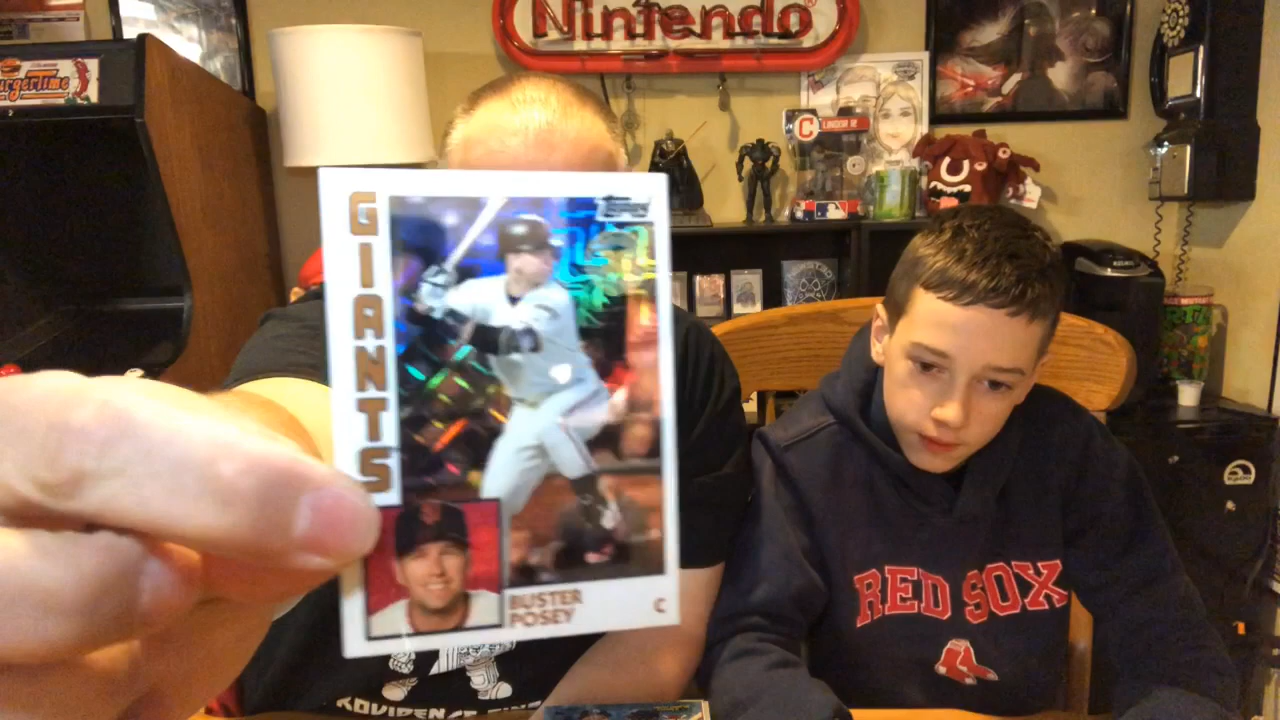 Nintendo
BurgerTime
C LINDOR
Topps
GIANTS
BUSTER
POSEY
C
RED SOX